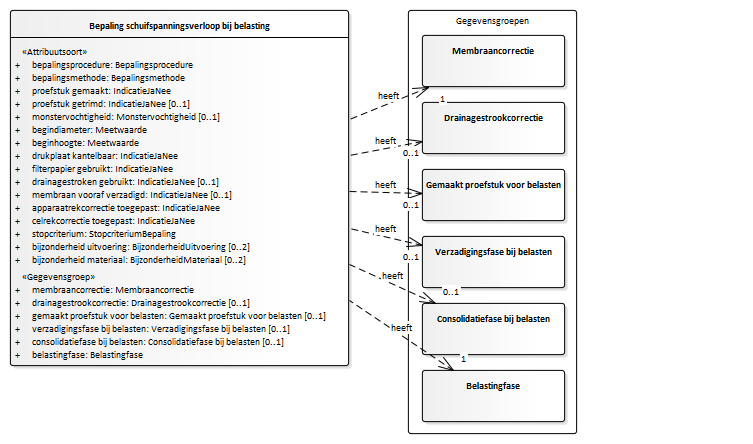 Bepaling schuifspanningsverloop bij belasting
«Attribuutsoort»
+ bepalingsprocedure: Bepalingsprocedure
+ bepalingsmethode: Bepalingsmethode
+ proefstuk gemaakt: IndicatieJaNee
+ proefstuk getrimd: IndicatieJaNee [0..1]
+ monstervochtigheid: Monstervochtigheid [0..1]
+ begindiameter: Meetwaarde
+ beginhoogte: Meetwaarde
+ drukplaat kantelbaar: IndicatieJaNee
+ filterpapier gebruikt: IndicatieJaNee
+ drainagestroken gebruikt: IndicatieJaNee [0..1]
+ membraan vooraf verzadigd: IndicatieJaNee [0..1]
+ apparaatrekcorrectie toegepast: IndicatieJaNee
+ celrekcorrectie toegepast: IndicatieJaNee
+ stopcriterium: StopcriteriumBepaling
+ bijzonderheid uitvoering: BijzonderheidUitvoering [0..2]
+ bijzonderheid materiaal: BijzonderheidMateriaal [0..2]
«Gegevensgroep»
+ membraancorrectie: Membraancorrectie
+ drainagestrookcorrectie: Drainagestrookcorrectie [0..1]
+ gemaakt proefstuk voor belasten: Gemaakt proefstuk voor belasten [0..1]
+ verzadigingsfase bij belasten: Verzadigingsfase bij belasten [0..1]
+ consolidatiefase bij belasten: Consolidatiefase bij belasten [0..1]
+ belastingfase: Belastingfase
heeft
1
heeft
0..1
heeft
0..1
heeft
0..1
heeft
0..1
heeft
1
Gegevensgroepen
Membraancorrectie
Drainagestrookcorrectie
Gemaakt proefstuk voor belasten
Verzadigingsfase bij belasten
Consolidatiefase bij belasten
Belastingfase